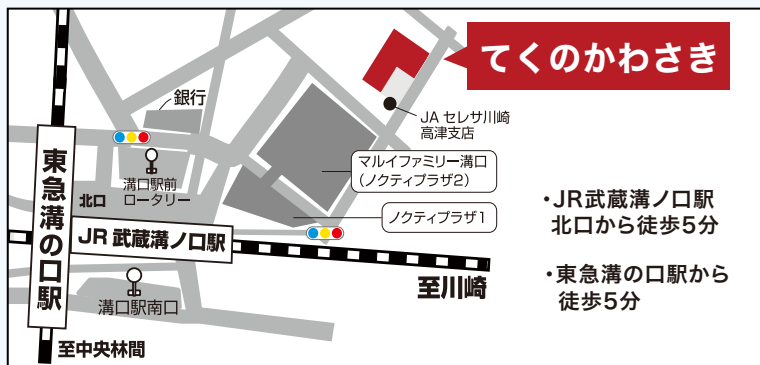 てくのかわさき
銀行
JA セレサ川崎
高津支店
マルイファミリー溝口
（ノクティプラザ2）
溝口駅前
ロータリー
北口
ノクティプラザ1
東急溝の口駅
JR 武蔵溝ノ口駅
至川崎
溝口駅南口
至中央林間
・JR武蔵溝ノ口駅
北口から徒歩5分
・東急溝の口駅から
徒歩5分